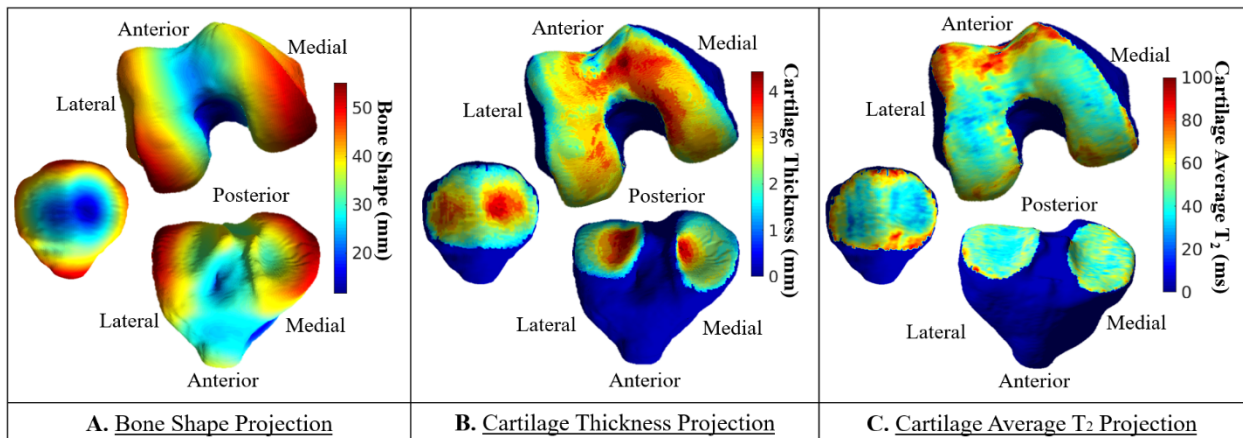 Anterior
Medial
Lateral
Posterior
Lateral
Medial
Anterior
Bone Shape (mm)
50
40
30
20
A. Bone Shape Projection
Anterior
Medial
Lateral
Posterior
Lateral
Medial
Anterior
Cartilage Thickness (mm)
4
3
2
1
0
B. Cartilage Thickness Projection
Anterior
Medial
Lateral
Posterior
Lateral
Medial
Anterior
Cartilage Average T₂ (ms)
100
80
60
40
20
0
C. Cartilage Average T₂ Projection